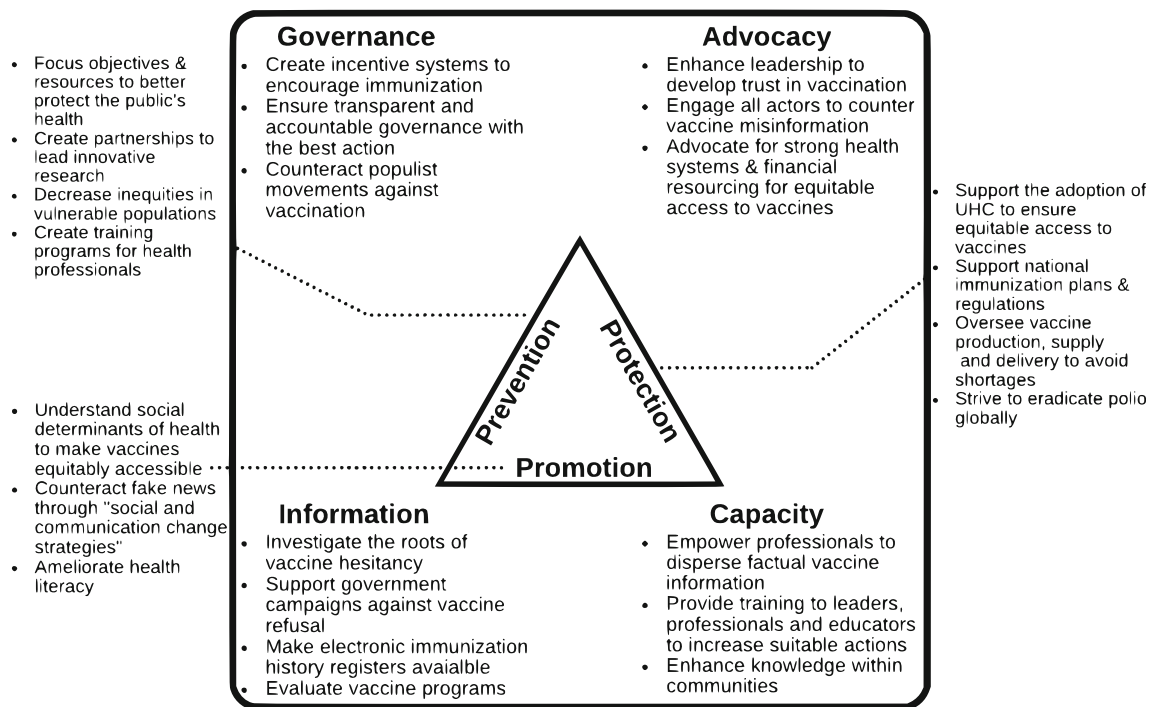 Governance
• Create incentive systems to
encourage immunization
• Ensure transparent and
accountable governance with
the best action
• Counteract populist
movements against
vaccination
Advocacy
• Enhance leadership to
develop trust in vaccination
• Engage all actors to counter
vaccine misinformation
• Advocate for strong health
systems & financial
resourcing for equitable
access to vaccines
• Focus objectives &
resources to better
protect the public's
health
• Create partnerships to
lead innovative
research
• Decrease inequities in
vulnerable populations
• Create training
programs for health
professionals
Prevention
Protection
Promotion
• Support the adoption of
UHC to ensure
equitable access to
vaccines
• Support national
immunization plans &
regulations
• Oversee vaccine
production, supply
and delivery to avoid
shortages
• Strive to eradicate polio
globally
• Understand social
determinants of health
to make vaccines
equitably accessible
• Counteract fake news
through "social and
communication change
strategies"
• Ameliorate health
literacy
Information
• Investigate the roots of
vaccine hesitancy
• Support government
campaigns against vaccine
refusal
• Make electronic immunization
history registers avaialble
• Evaluate vaccine programs
Capacity
• Empower professionals to
disperse factual vaccine
information
• Provide training to leaders,
professionals and educators
to increase suitable actions
• Enhance knowledge within
communities